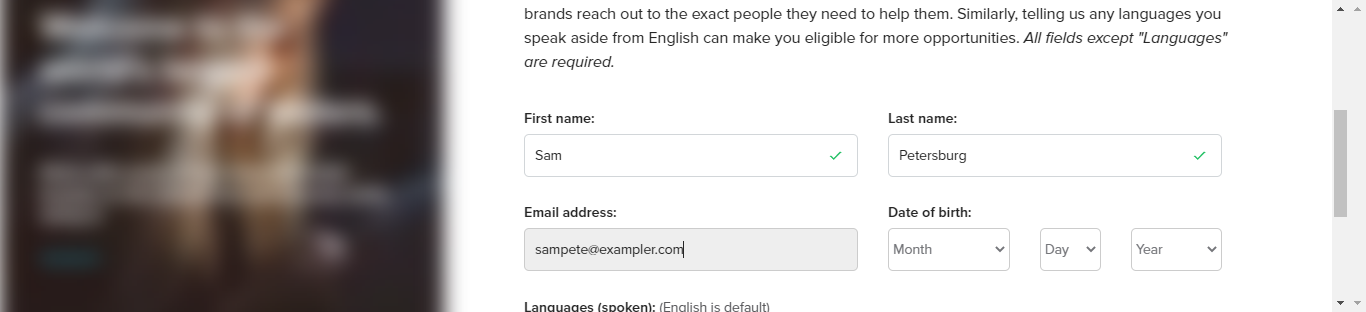 brands reach out to the exact people they need to help them. Similarly, telling us any languages you
speak aside from English can make you eligible for more opportunities. All fields except "Languages"
are required.
First name:
Last name:
Sam
Petersburg
Email address:
Date of birth:
sampete@exampler.com
Month
Day
Year
Languages (spoken): (English is default)